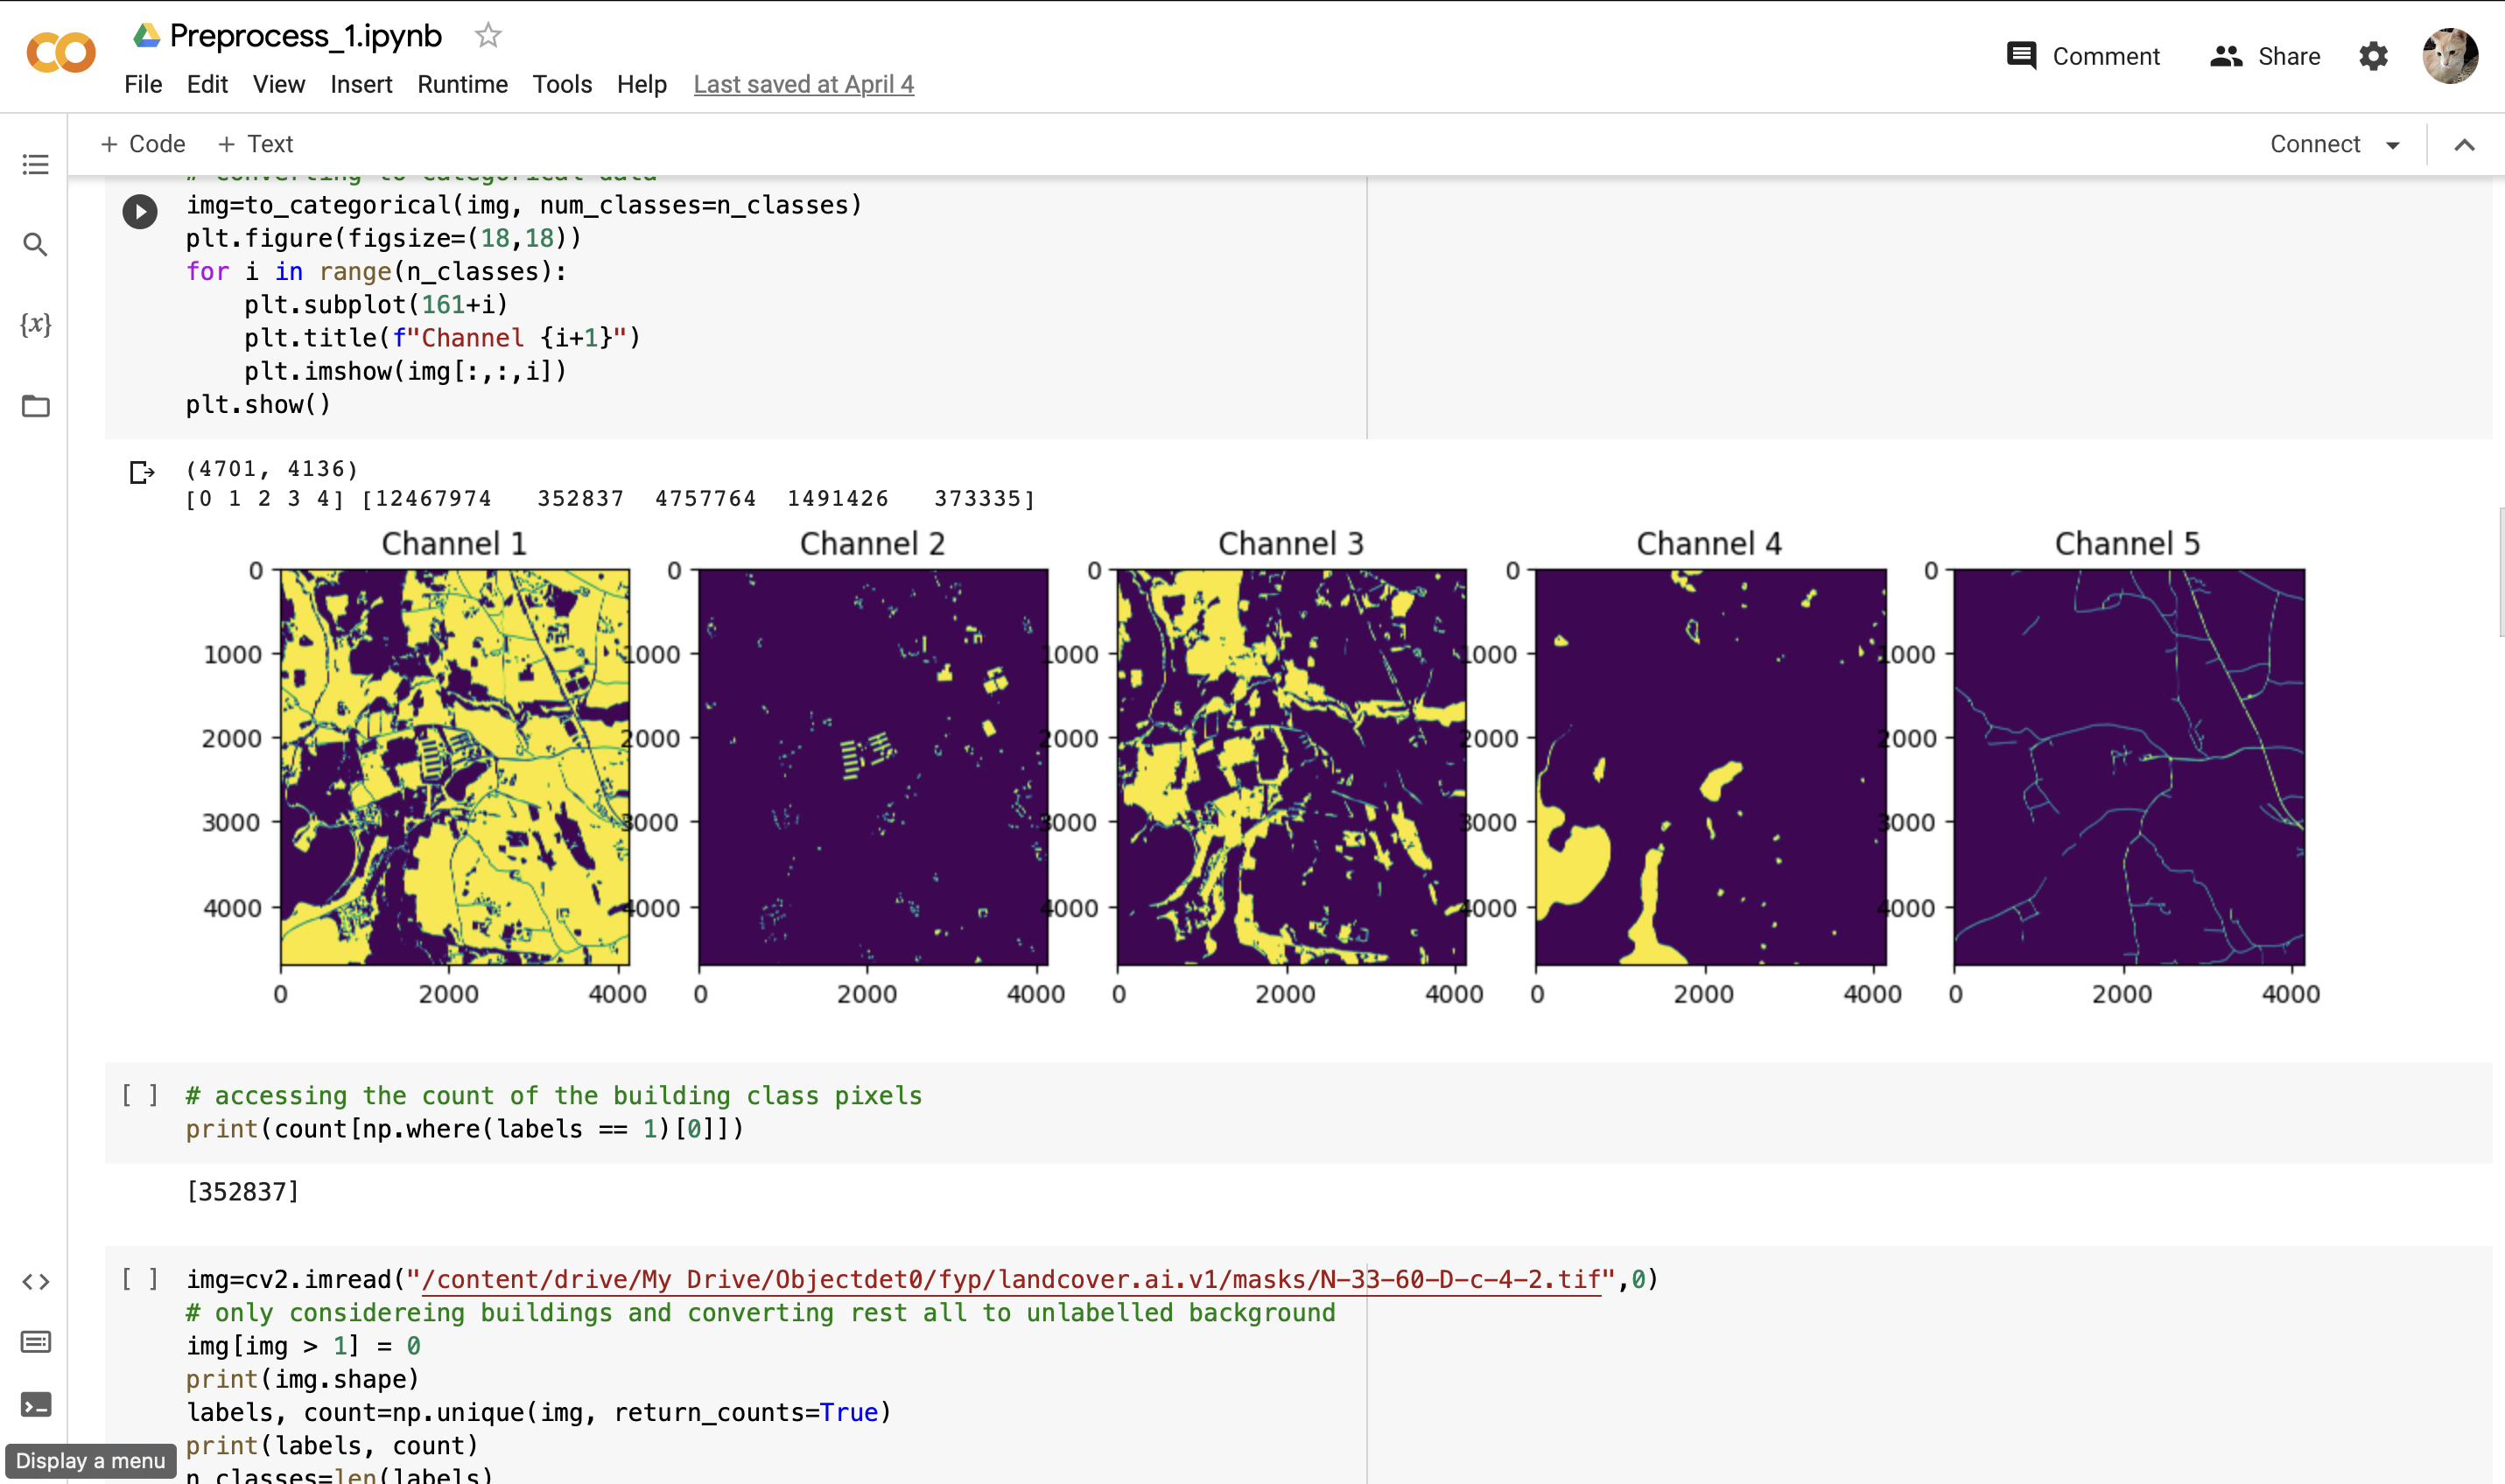 Preprocess_1.ipynb
Comment
Share
File Edit View Insert Runtime Tools Help Last saved at April 4
+ Code + Text
Connect
# converting to categorical data
img=to_categorical(img, num_classes=n_classes)
plt.figure(figsize=(18,18))
for i in range(n_classes):
    plt.subplot(161+i)
    plt.title(f"Channel {i+1}")
    plt.imshow(img[:,:,i])
plt.show()
{x}
(4701, 4136)
[0 1 2 3 4] [12467974   352837  4757764  1491426   373335]
Channel 1 Channel 2 Channel 3 Channel 4 Channel 5
0 0 0 0 0
1000 1000 1000 1000 1000
2000 2000 2000 2000 2000
3000 3000 3000 3000 3000
4000 4000 4000 4000 4000
0 2000 4000 0 2000 4000 0 2000 4000 0 2000 4000 0 2000 4000
[ ] # accessing the count of the building class pixels
print(count[np.where(labels == 1)[0]])
[352837]
[ ] img=cv2.imread("/content/drive/My Drive/Objectdet0/fyp/landcover.ai.v1/masks/N-33-60-D-c-4-2.tif",0)
# only considereing buildings and converting rest all to unlabelled background
img[img > 1] = 0
print(img.shape)
labels, count=np.unique(img, return_counts=True)
print(labels, count)
n_classes=len(labels)
Display a menu